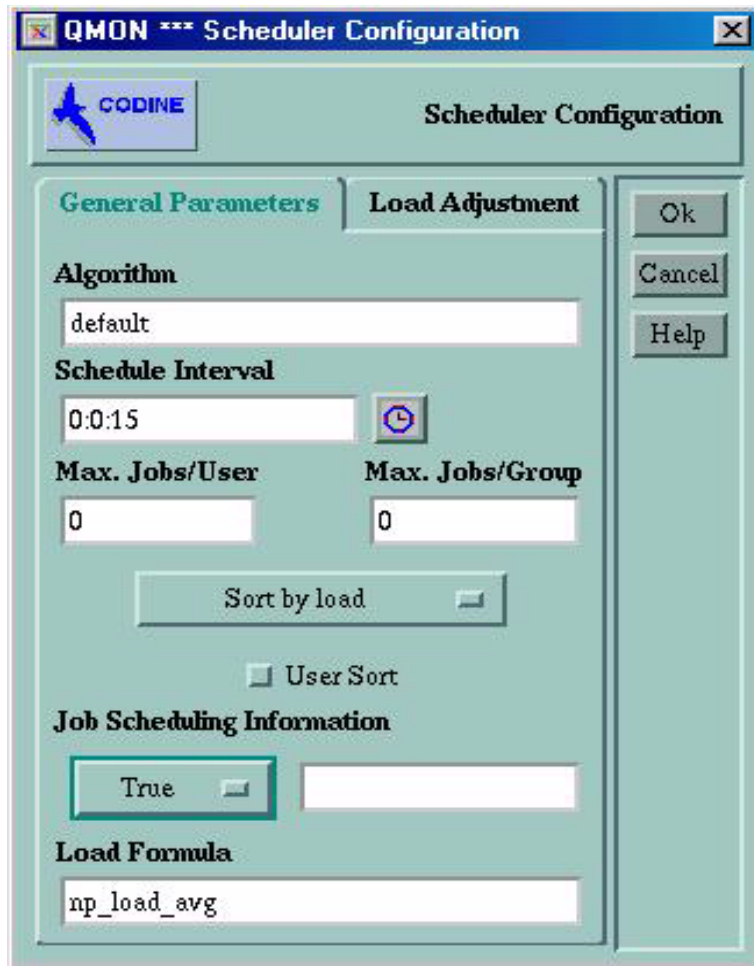 QMON *** Scheduler Configuration
CODINE
Scheduler Configuration
General Parameters
Load Adjustment
Ok
Cancel
Help
Algorithm
default
Schedule Interval
0:0:15
Max. Jobs/User
Max. Jobs/Group
0
0
Sort by load
User Sort
Job Scheduling Information
True
Load Formula
np_load_avg